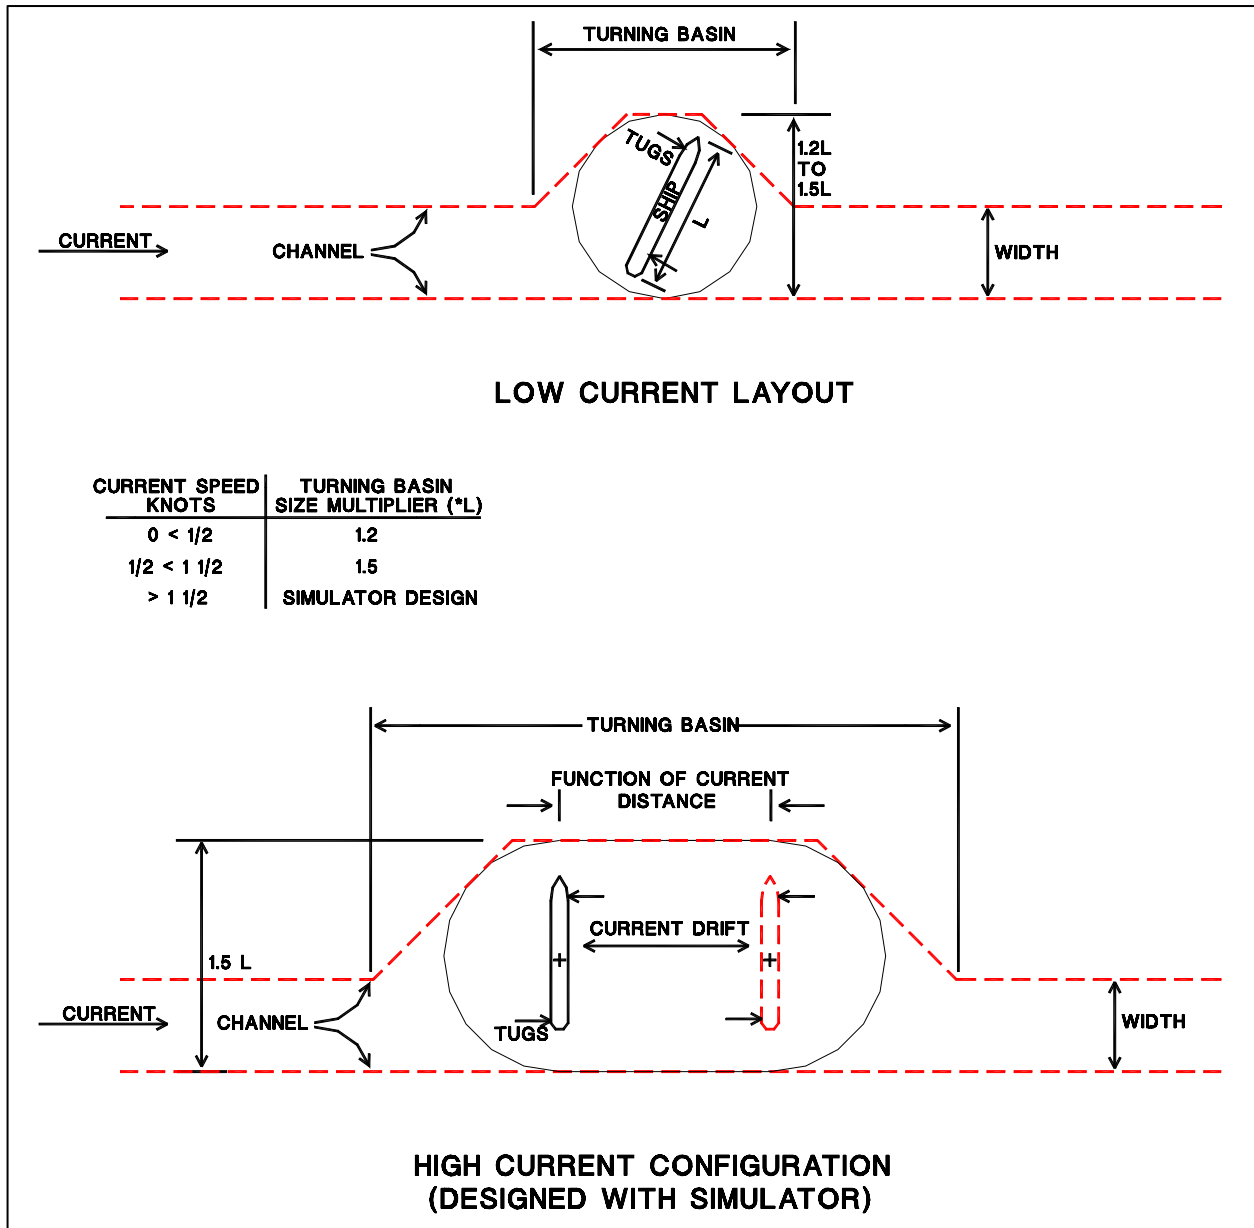 TURNING BASIN
TUGS
SHIP
L
1.2L
TO
1.5L
CURRENT
CHANNEL
WIDTH
LOW CURRENT LAYOUT
CURRENT SPEED
KNOTS
TURNING BASIN
SIZE MULTIPLIER (*L)
0 < 1/2
1.2
1/2 < 1 1/2
1.5
> 1 1/2
SIMULATOR DESIGN
TURNING BASIN
FUNCTION OF CURRENT
DISTANCE
CURRENT DRIFT
1.5 L
CURRENT
CHANNEL
TUGS
WIDTH
HIGH CURRENT CONFIGURATION
(DESIGNED WITH SIMULATOR)